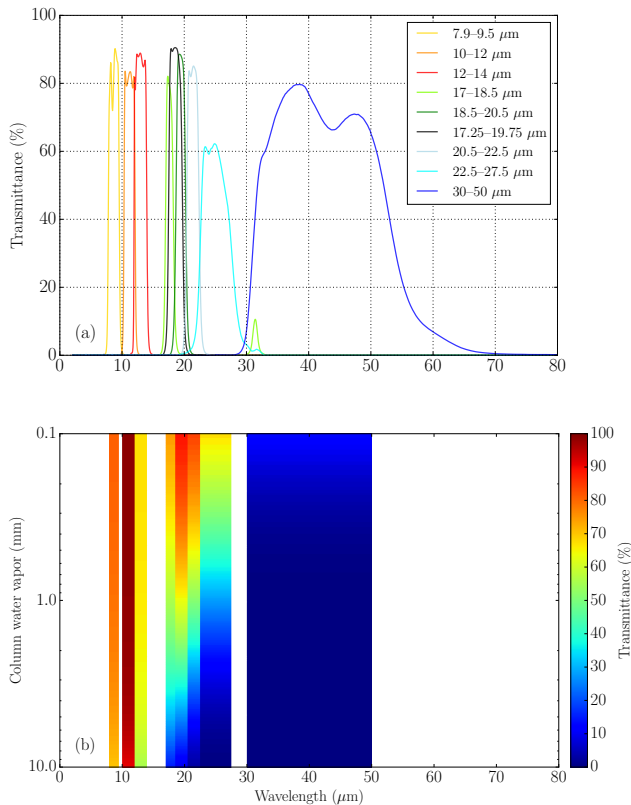 100
80
60
40
20
0
Transmittance (%)
7.9–9.5 μm
10–12 μm
12–14 μm
17–18.5 μm
18.5–20.5 μm
17.25–19.75 μm
20.5–22.5 μm
22.5–27.5 μm
30–50 μm
(a)
0 10 20 30 40 50 60 70 80
0.1
1.0
10.0
Column water vapor (mm)
(b)
0 10 20 30 40 50 60 70 80
Wavelength (μm)
100
90
80
70
60
50
40
30
20
10
0
Transmittance (%)